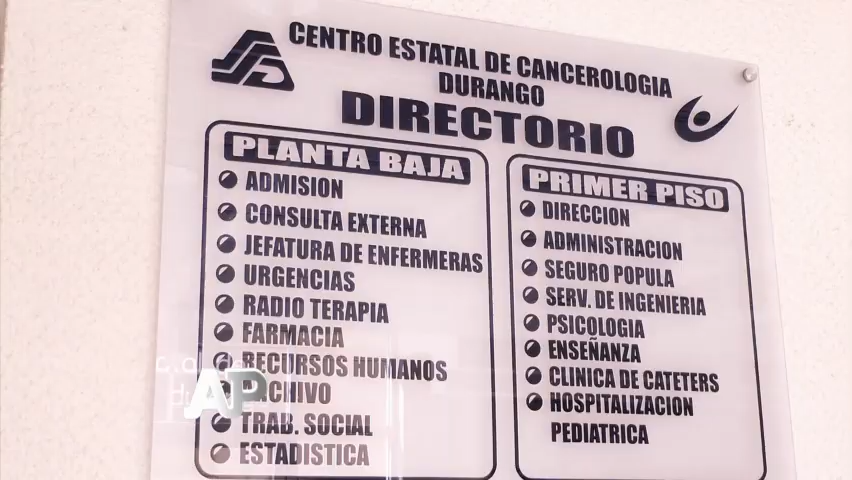 CENTRO ESTATAL DE CANCEROLOGIA
DURANGO
DIRECTORIO
PLANTA BAJA
ADMISION
CONSULTA EXTERNA
JEFATURA DE ENFERMERAS
URGENCIAS
RADIO TERAPIA
FARMACIA
RECURSOS HUMANOS
ARCHIVO
TRAB. SOCIAL
ESTADISTICA
PRIMER PISO
DIRECCION
ADMINISTRACION
SEGURO POPULA
SERV. DE INGENIERIA
PSICOLOGIA
ENSEÑANZA
CLINICA DE CATETERS
HOSPITALIZACION
PEDIATRICA
AP